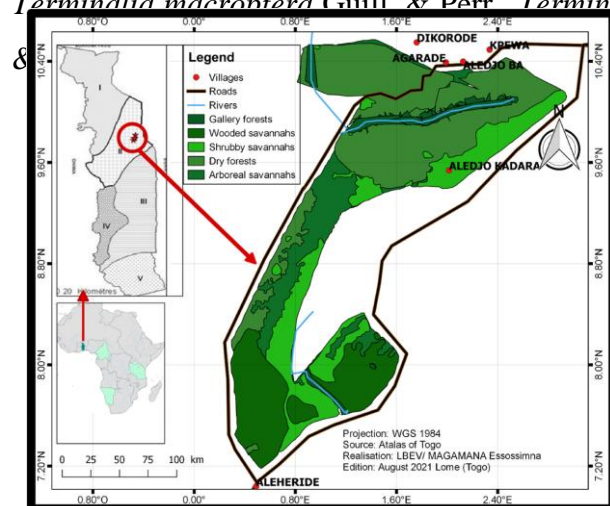 Terminalia macroptera Guill. & Perr., Termin
&
0.80°O 0.00° 0.80°E 1.60°E 2.40°E
10.40°N 9.60°N 8.80°N 8.00°N 7.20°N
I
II
III
IV
V
Legend
Villages
Roads
Rivers
Gallery forests
Wooded savannahs
Shrubby savannahs
Dry forests
Arboreal savannahs
DIKORODE
KPEWA
AGARADE
ALEDJO BA
N
ALEDJO KADARA
10.40°N 9.60°N 8.80°N 8.00°N 7.20°N
20 Kilomètres
Projection: WGS 1984
Source: Atalas of Togo
Realisation: LBEV/ MAGAMANA Essossimna
Edition: August 2021 Lome (Togo)
0 25 50 75 100 km
ALEHERIDE
0.80°O 0.00° 0.80°E 1.60°E 2.40°E